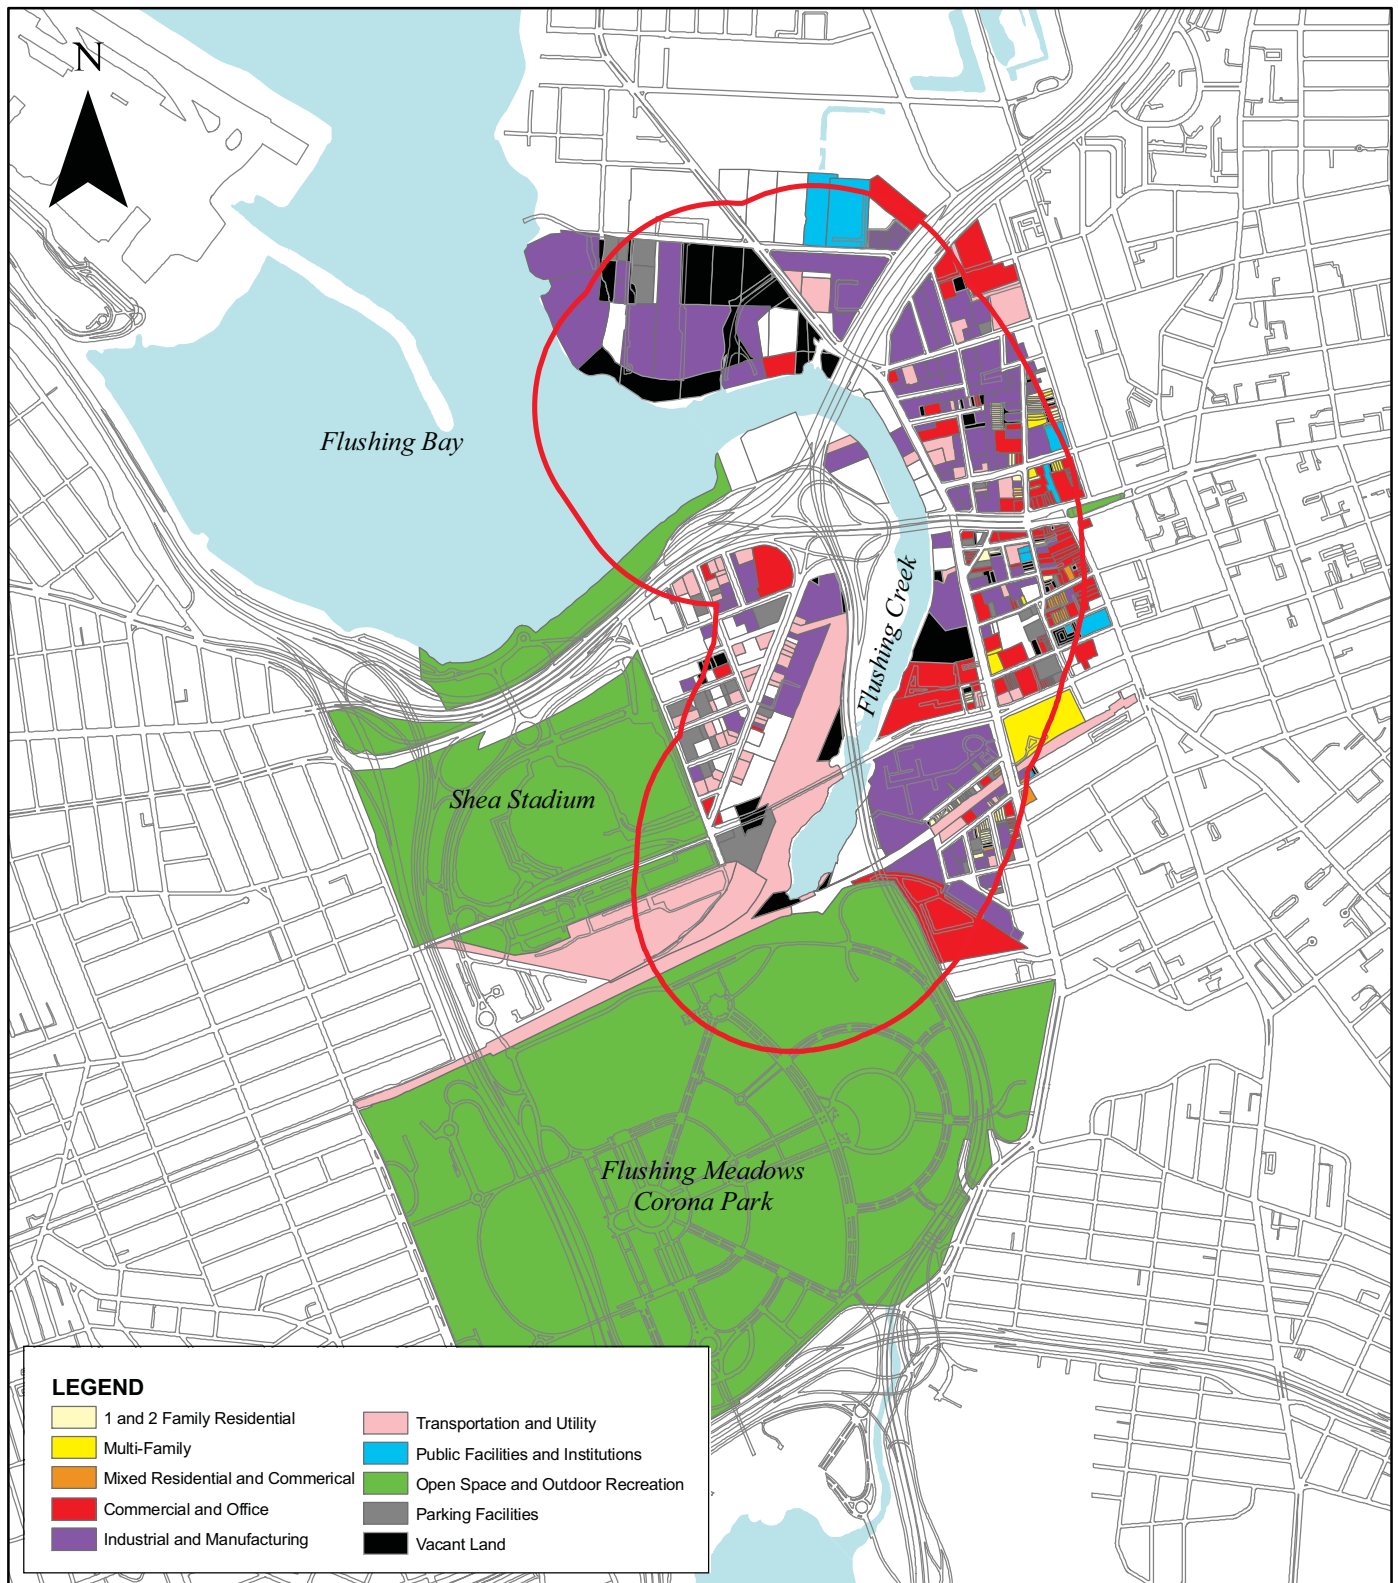 N
Flushing Bay
Flushing Creek
Shea Stadium
Flushing Meadows
Corona Park
LEGEND
1 and 2 Family Residential
Multi-Family
Mixed Residential and Commerical
Commercial and Office
Industrial and Manufacturing
Transportation and Utility
Public Facilities and Institutions
Open Space and Outdoor Recreation
Parking Facilities
Vacant Land